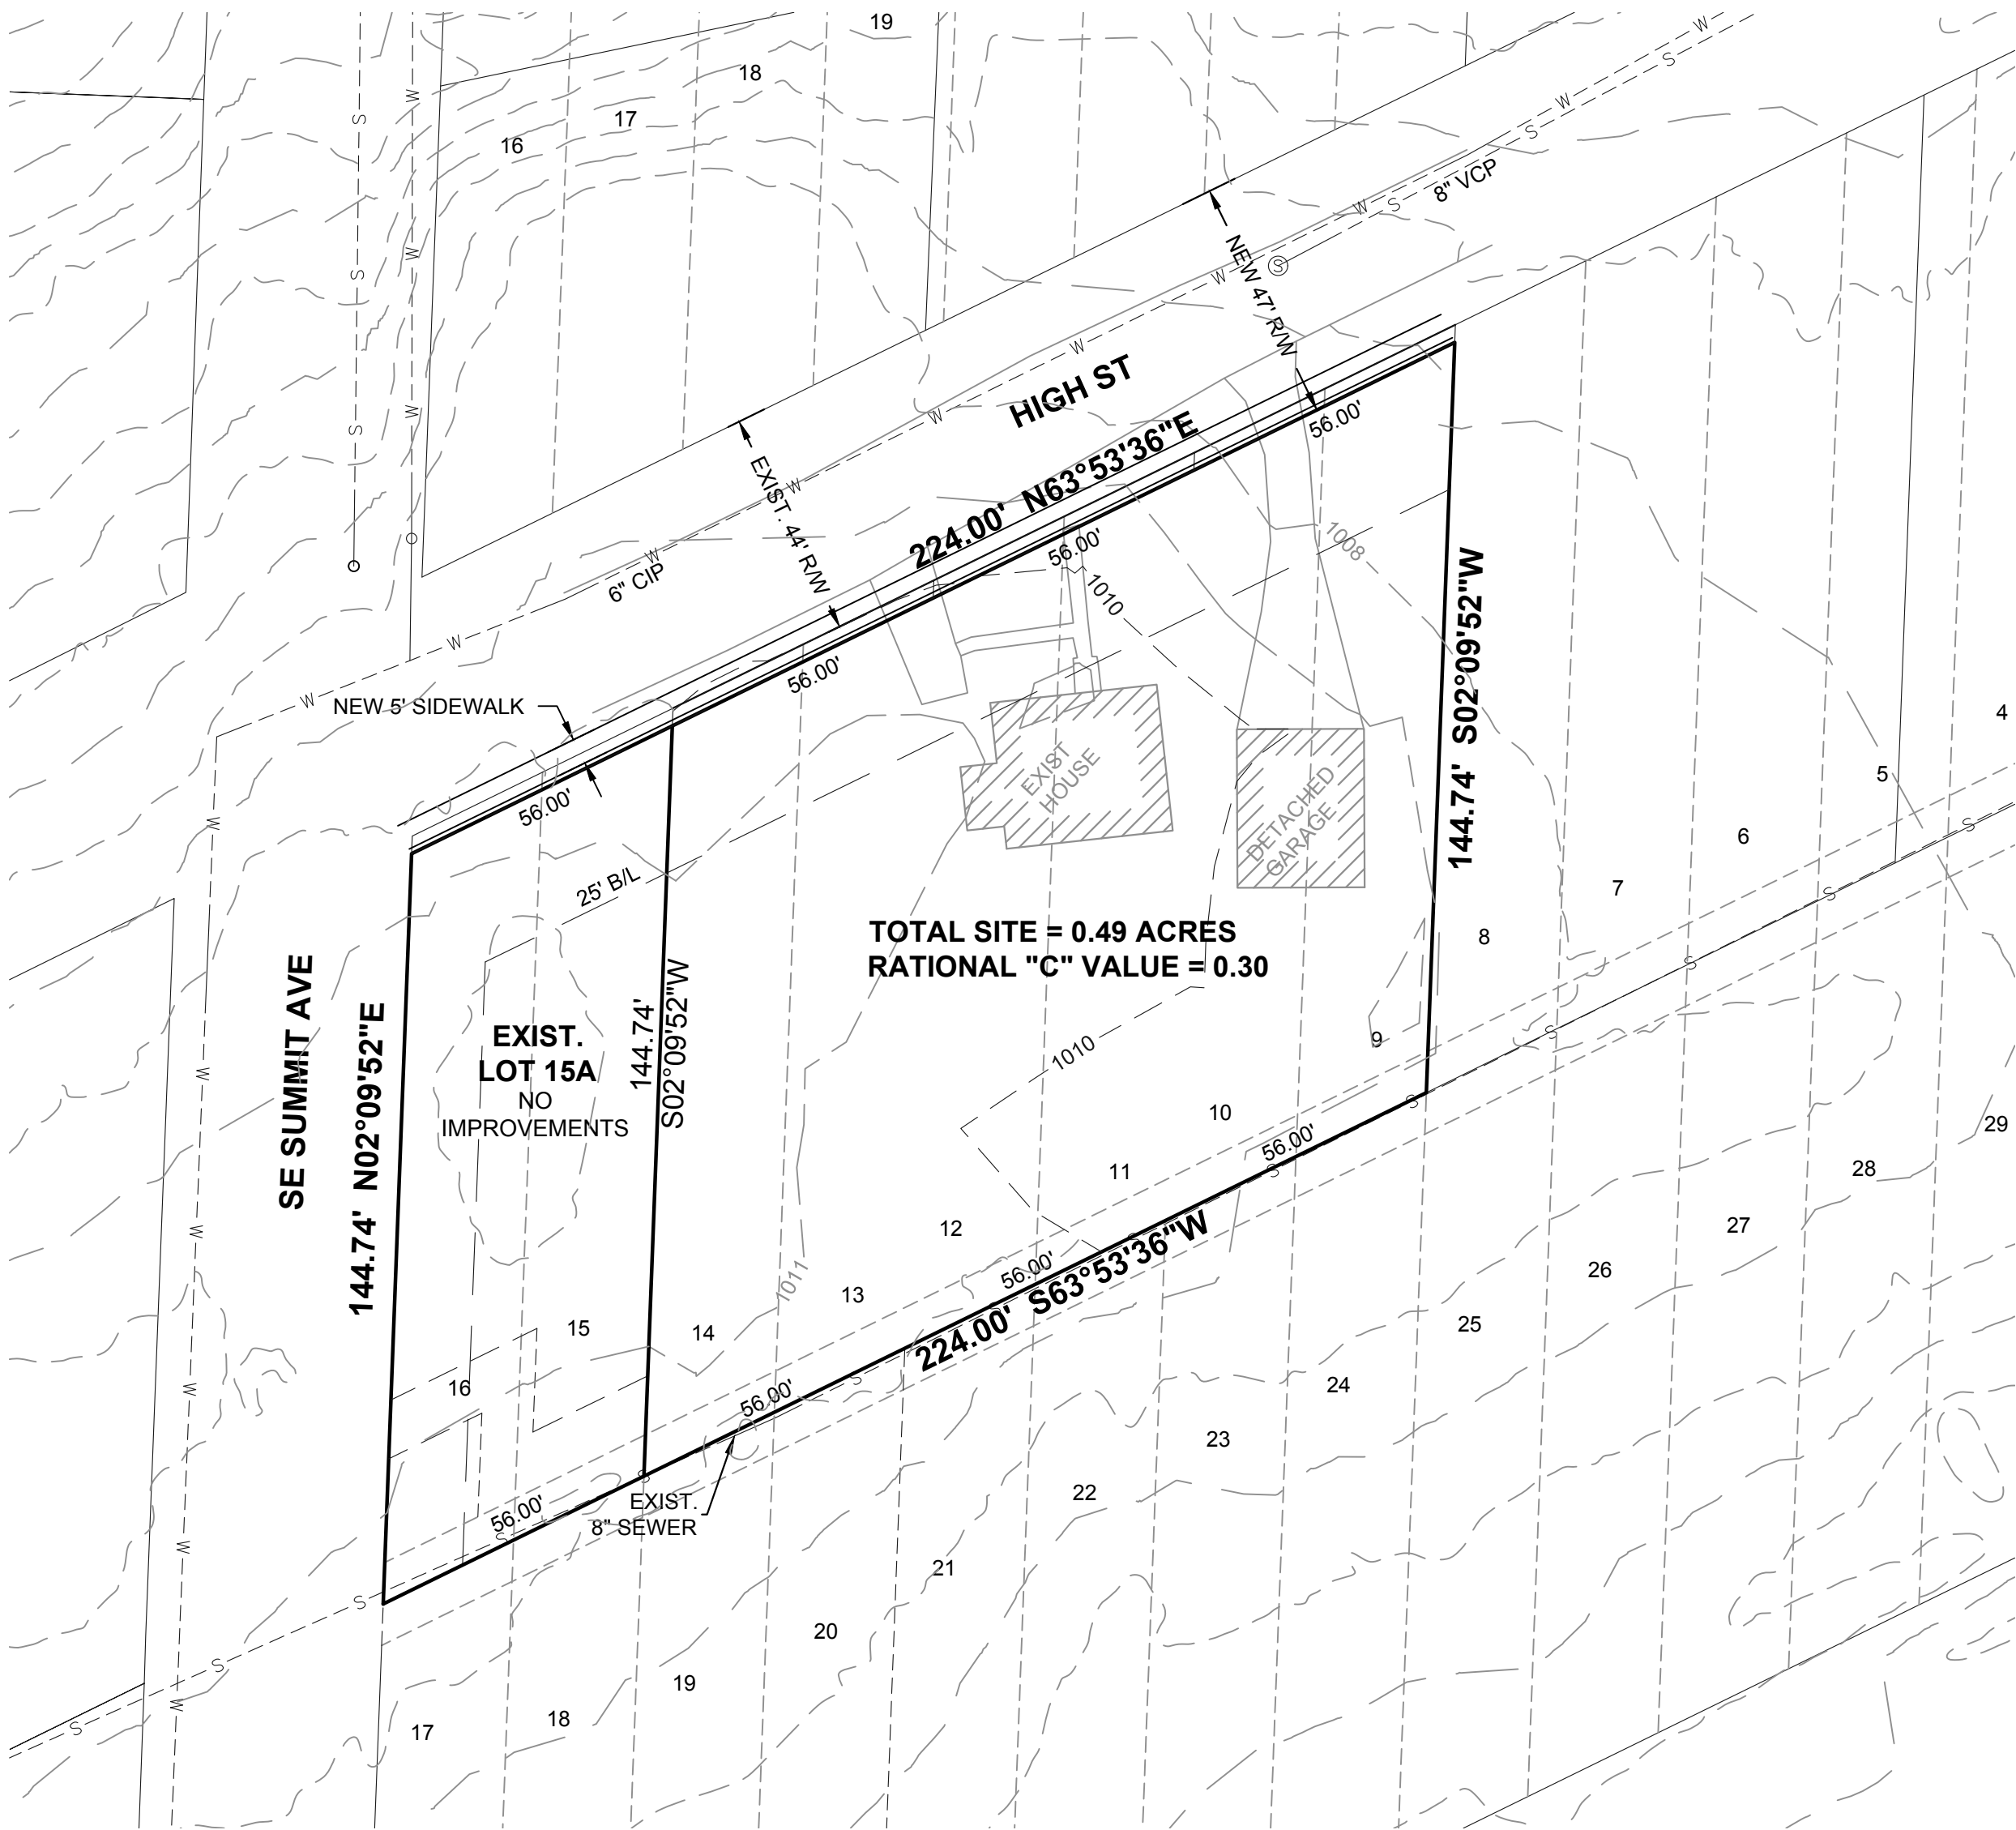 19
18
17
16
S
W
W
S
8" VCP
NEW 47' R/W
HIGH ST
EXIST. 44' R/W
6" CIP
224.00' N63°53'36"E
56.00'
56.00'
56.00'
56.00'
1008
1010
NEW 5' SIDEWALK
25' B/L
EXIST
HOUSE
DETACHED
GARAGE
144.74' S02°09'52"W
4
5
6
7
8
9
10
11
12
13
14
15
16
TOTAL SITE = 0.49 ACRES
RATIONAL "C" VALUE = 0.30
SE SUMMIT AVE
144.74' N02°09'52"E
EXIST.
LOT 15A
NO
IMPROVEMENTS
144.74'
S02°09'52"W
1010
1011
56.00'
56.00'
56.00'
56.00'
224.00' S63°53'36"W
EXIST.
8" SEWER
29
28
27
26
25
24
23
22
21
20
19
18
17